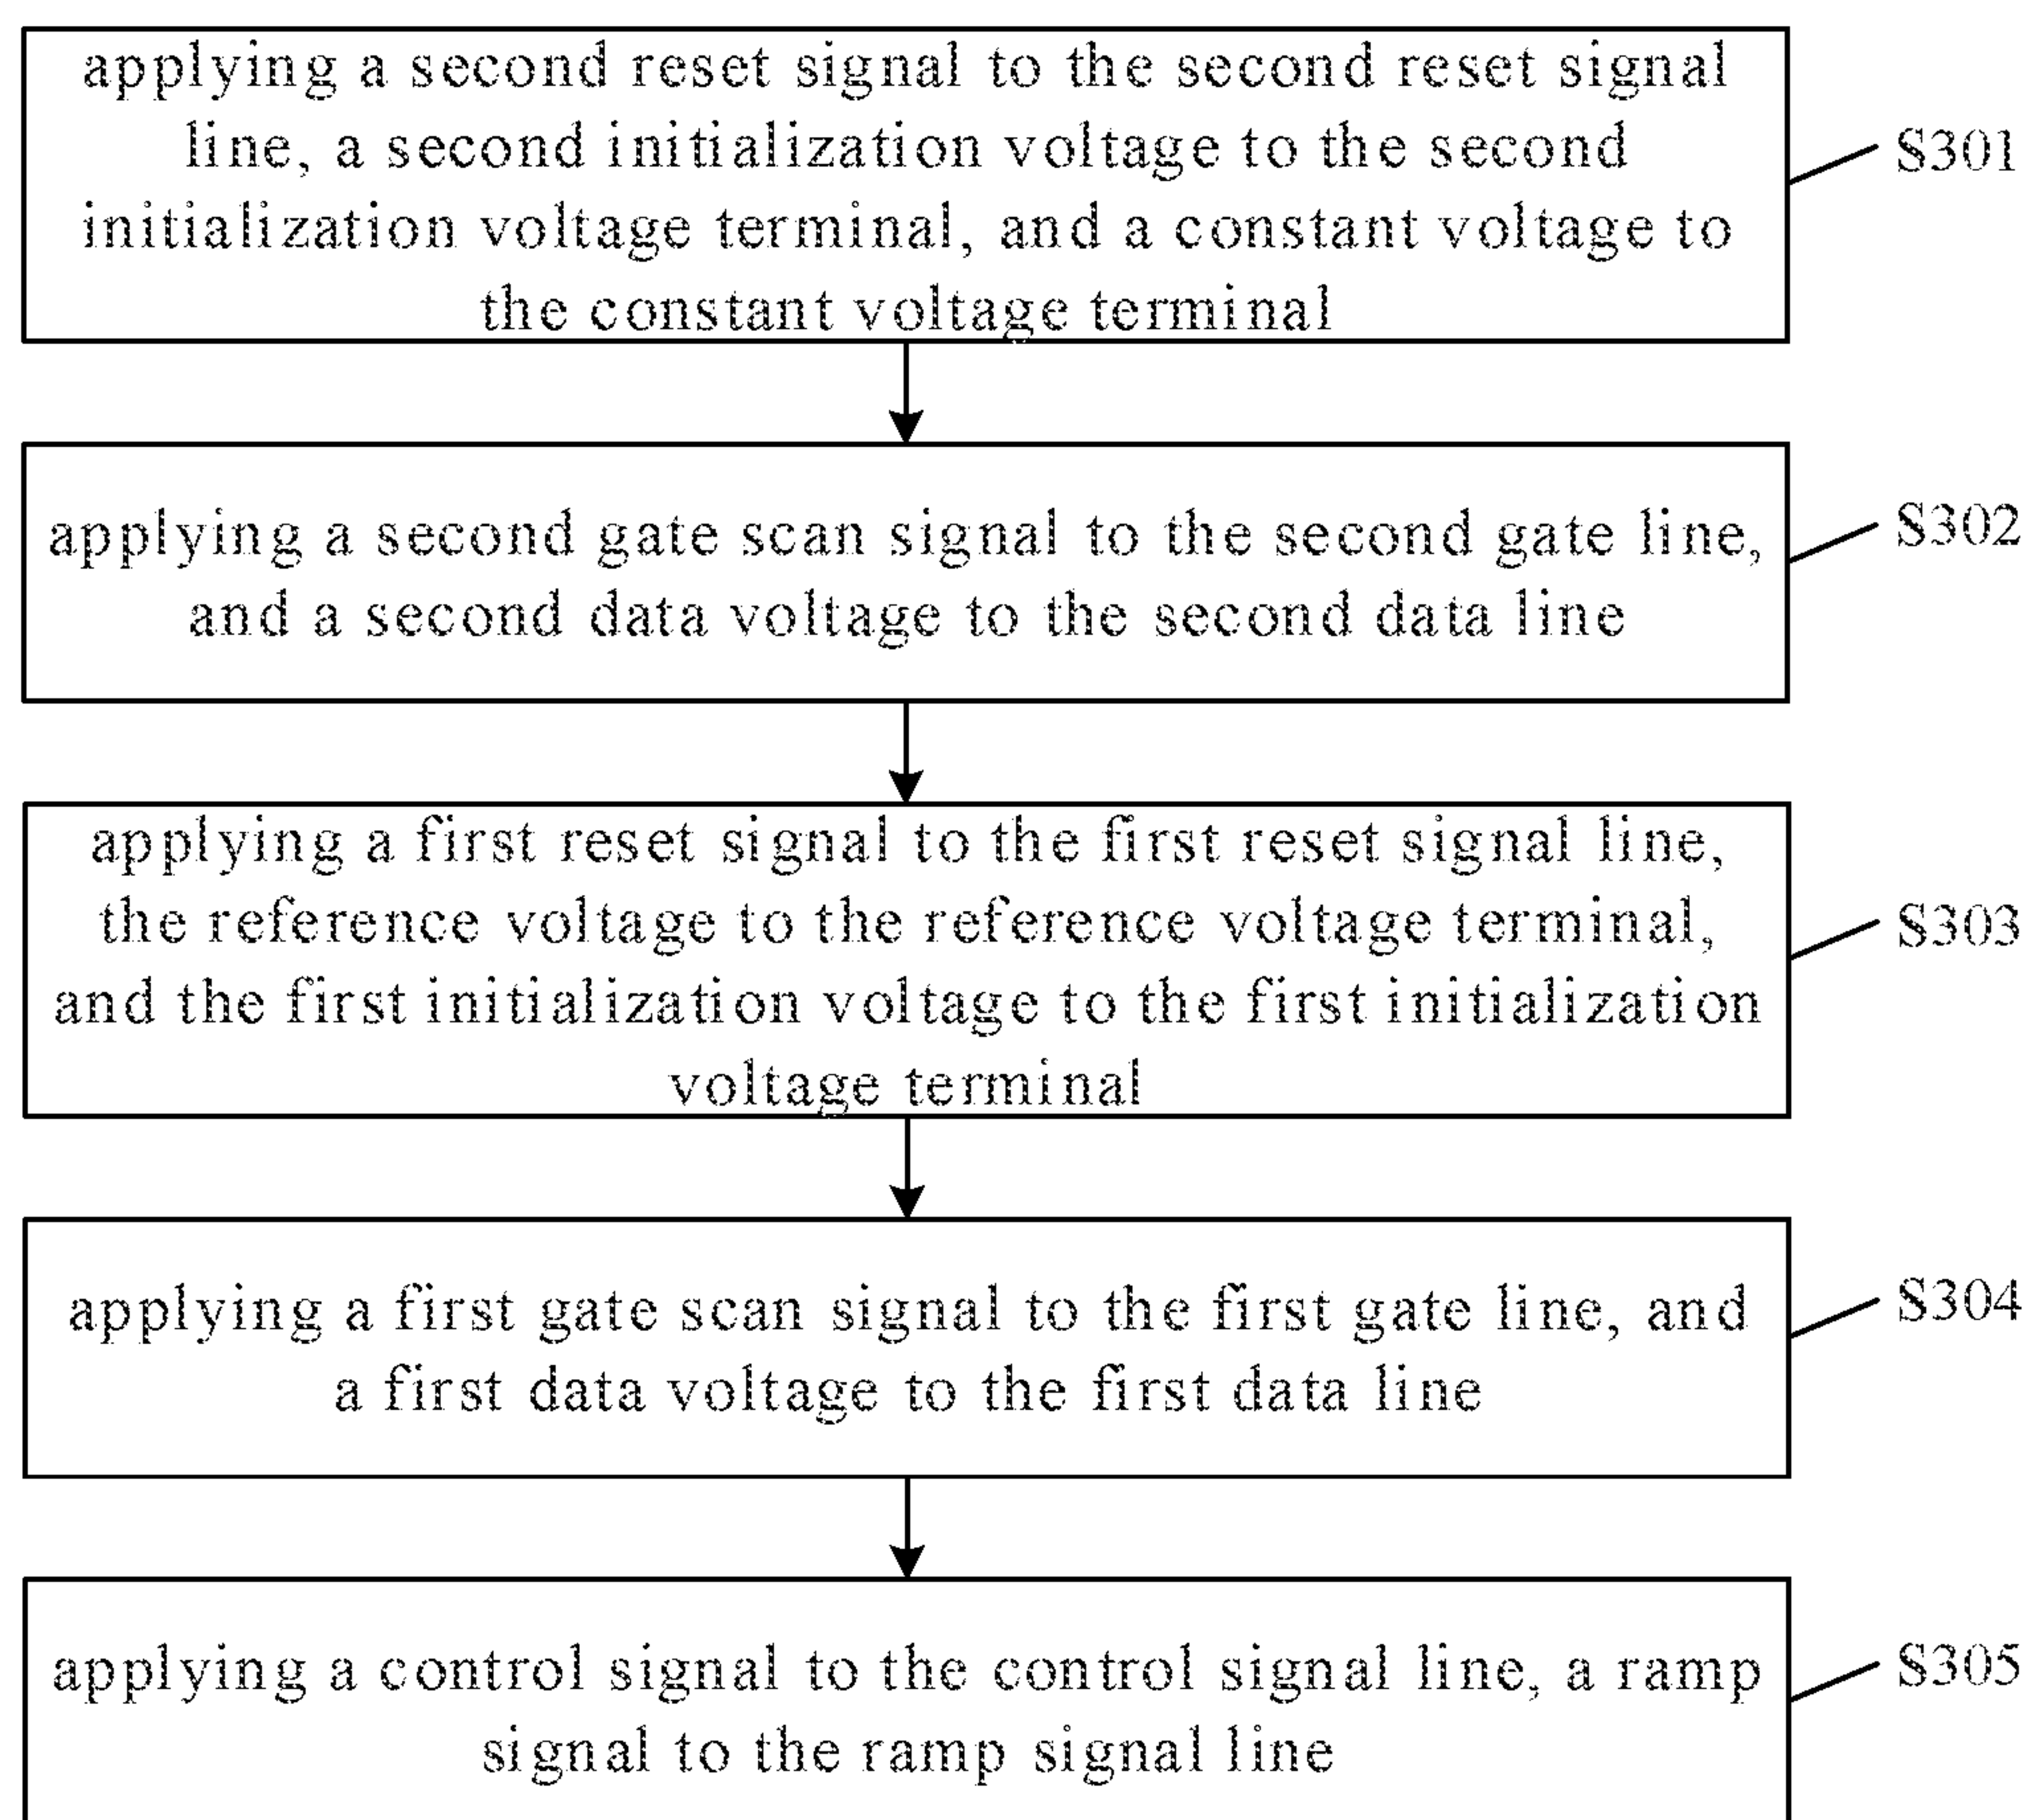 applying a second reset signal to the second reset signal
line, a second initialization voltage to the second
initialization voltage terminal, and a constant voltage to
the constant voltage terminal
S301
applying a second gate scan signal to the second gate line,
and a second data voltage to the second data line
S302
applying a first reset signal to the first reset signal line,
the reference voltage to the reference voltage terminal,
and the first initialization voltage to the first initialization
voltage terminal
S303
applying a first gate scan signal to the first gate line, and
a first data voltage to the first data line
S304
applying a control signal to the control signal line, a ramp
signal to the ramp signal line
S305